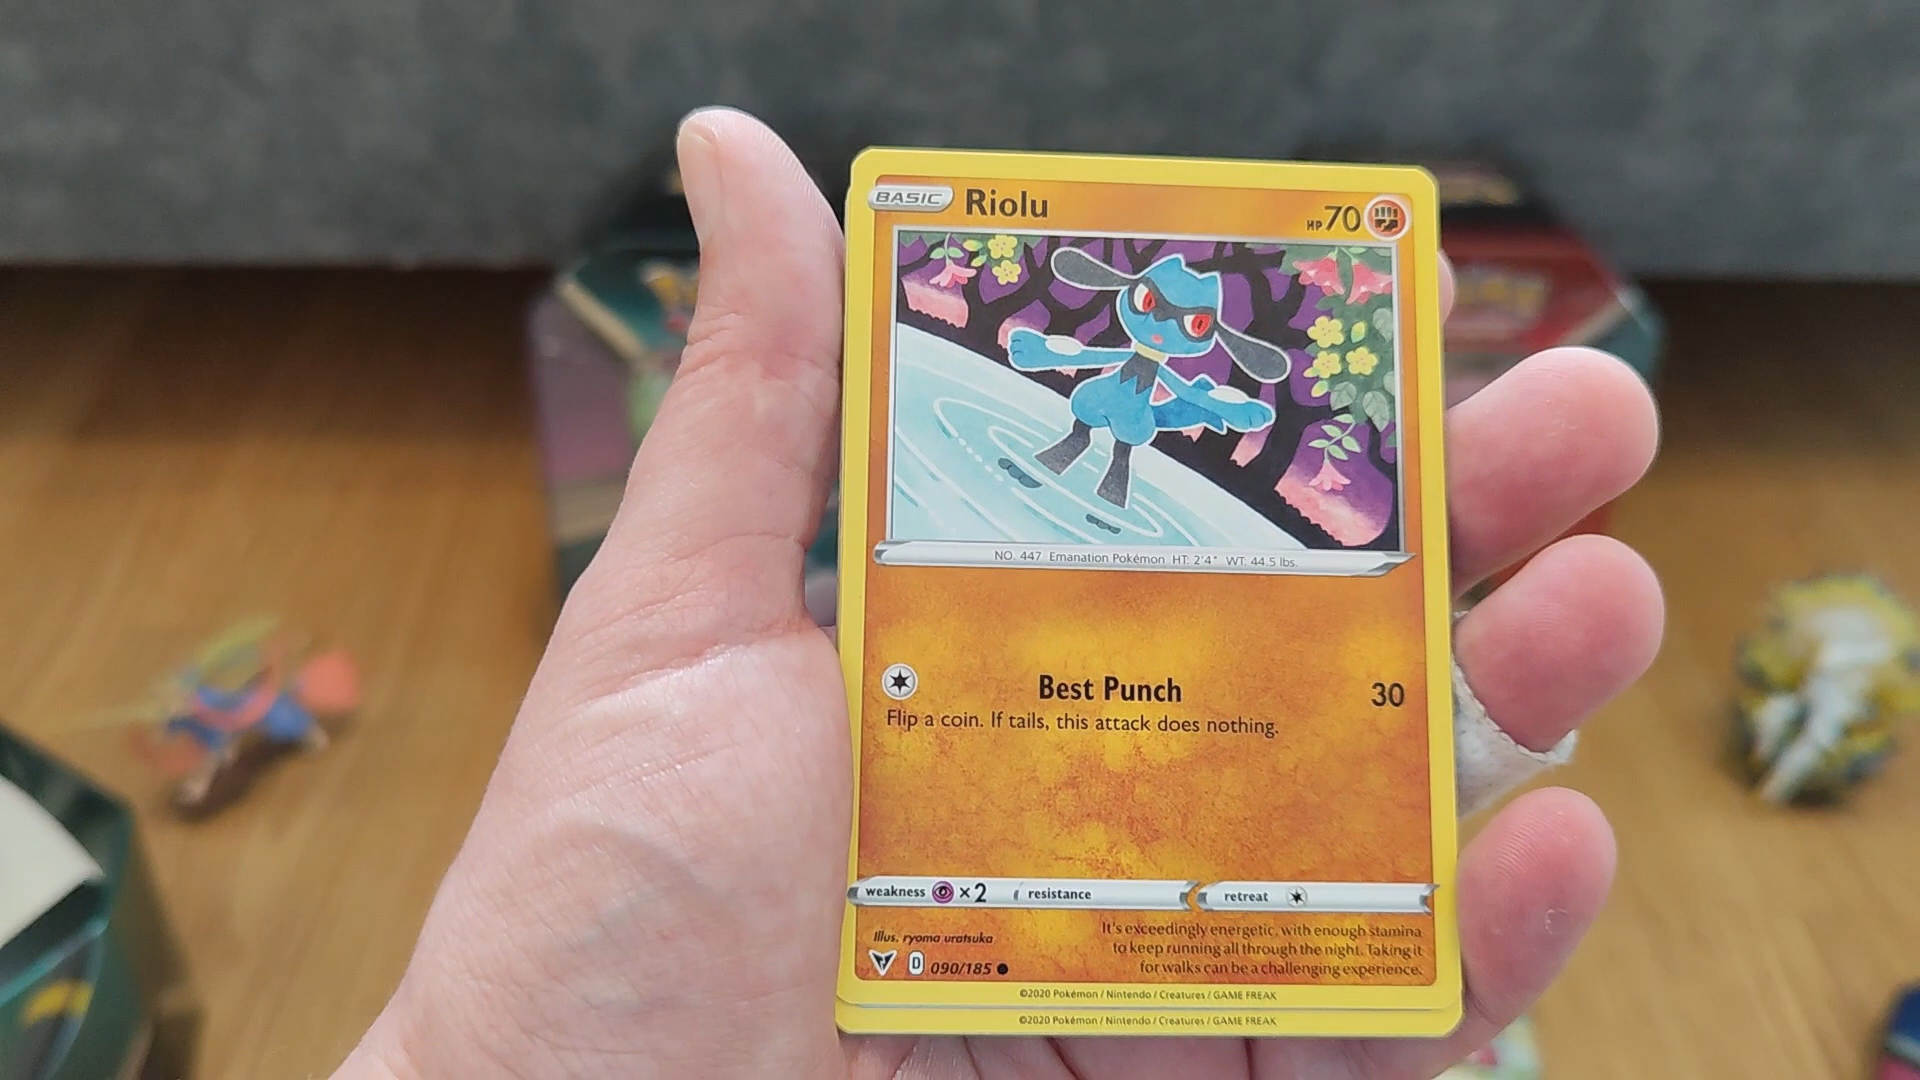 BASIC Riolu HP70
NO. 447 Emanation Pokémon HT: 2'4" WT: 44.5 lbs.
Best Punch 30
Flip a coin. If tails, this attack does nothing.
weakness ×2 resistance retreat
Illus. ryoma uratsuka
It's exceedingly energetic, with enough stamina
to keep running all through the night. Taking it
for walks can be a challenging experience.
D 090/185
©2020 Pokémon / Nintendo / Creatures / GAME FREAK
©2020 Pokémon / Nintendo / Creatures / GAME FREAK